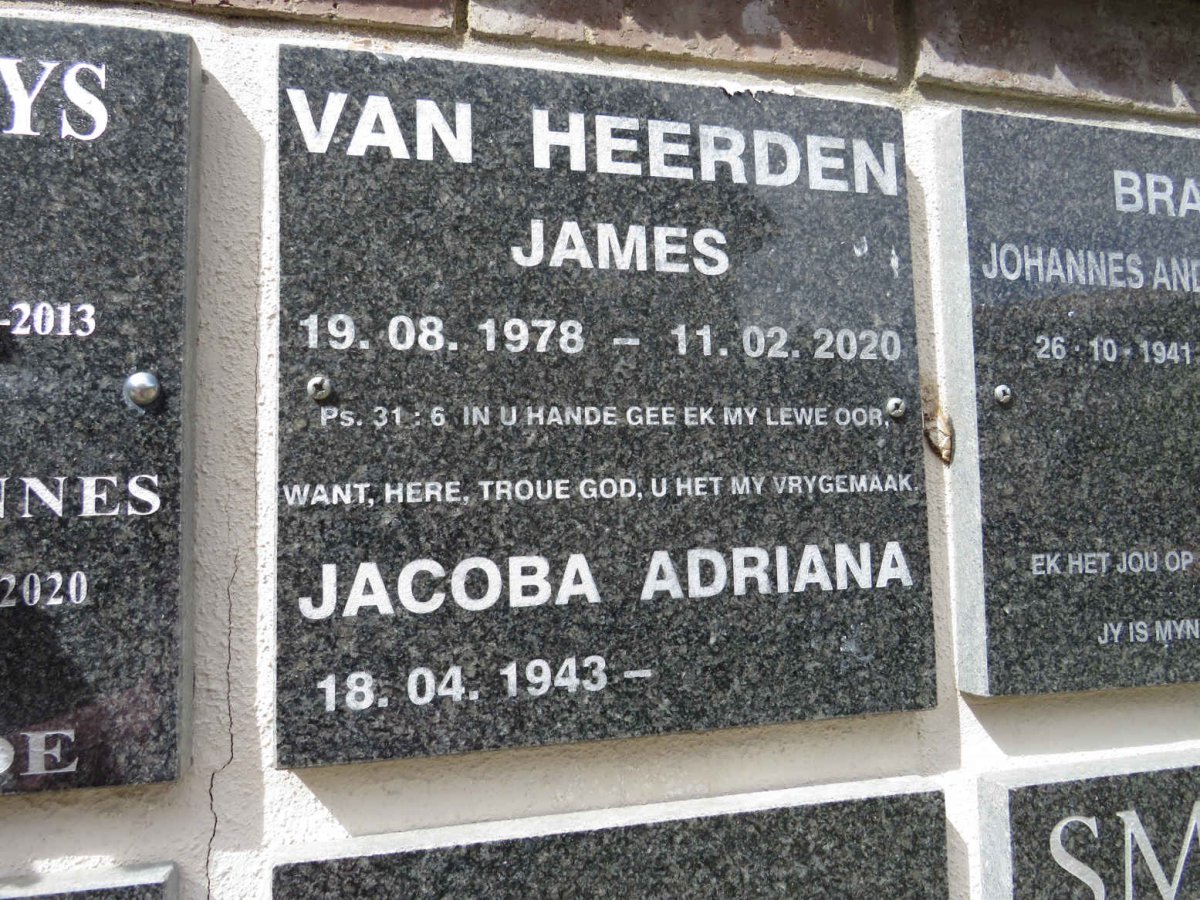 YS
-2013
NNES
2020
DE
VAN HEERDEN
JAMES
19. 08. 1978 – 11. 02. 2020
Ps. 31 : 6 IN U HANDE GEE EK MY LEWE OOR,
WANT, HERE, TROUE GOD, U HET MY VRYGEMAAK.
JACOBA ADRIANA
18. 04. 1943 –
BRA
JOHANNES AND
26 · 10 · 1941
EK HET JOU OP
JY IS MYN
SM